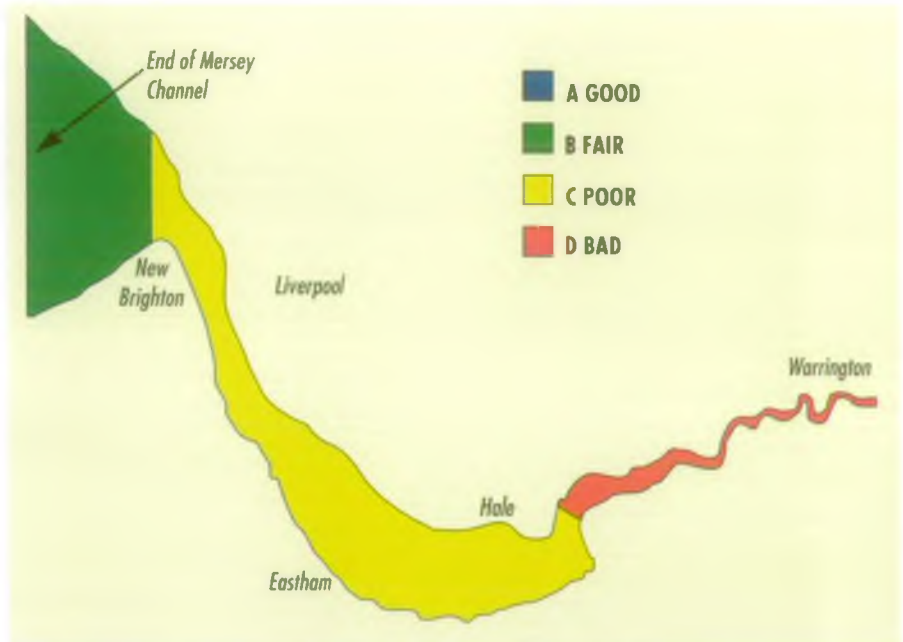 End of Mersey
Channel
A GOOD
B FAIR
C POOR
D BAD
New
Brighton
Liverpool
Warrington
Hale
Eastham